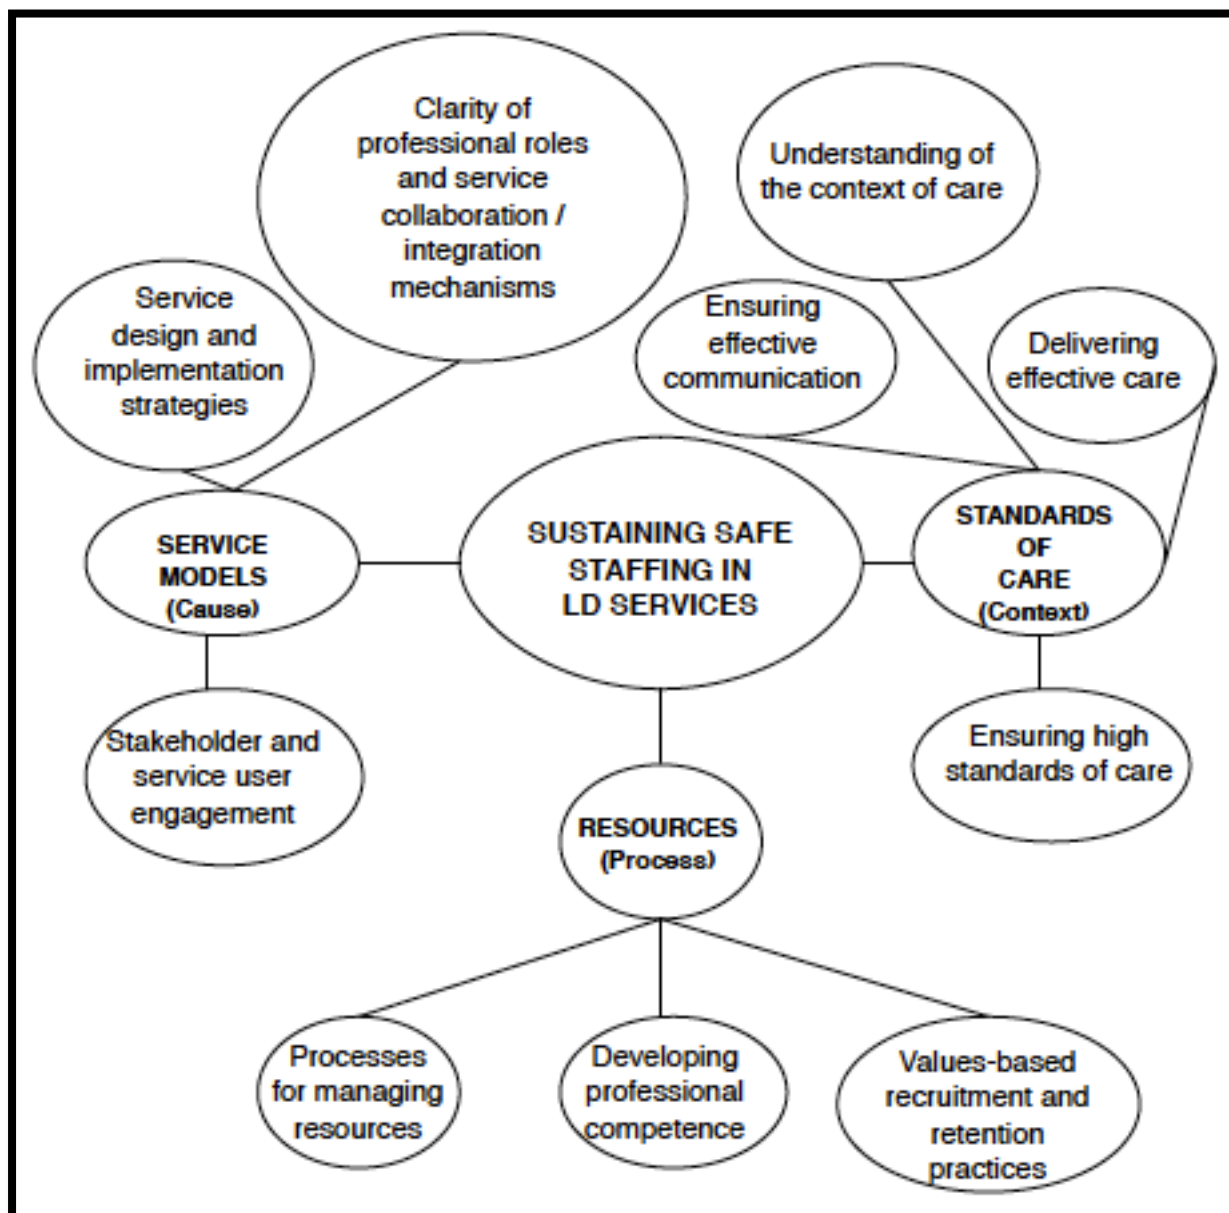 Clarity of
professional roles
and service
collaboration /
integration
mechanisms
Understanding of
the context of care
Service
design and
implementation
strategies
Ensuring
effective
communication
Delivering
effective care
SERVICE
MODELS
(Cause)
SUSTAINING SAFE
STAFFING IN
LD SERVICES
STANDARDS
OF
CARE
(Context)
Stakeholder and
service user
engagement
Ensuring high
standards of care
RESOURCES
(Process)
Processes
for managing
resources
Developing
professional
competence
Values-based
recruitment and
retention
practices